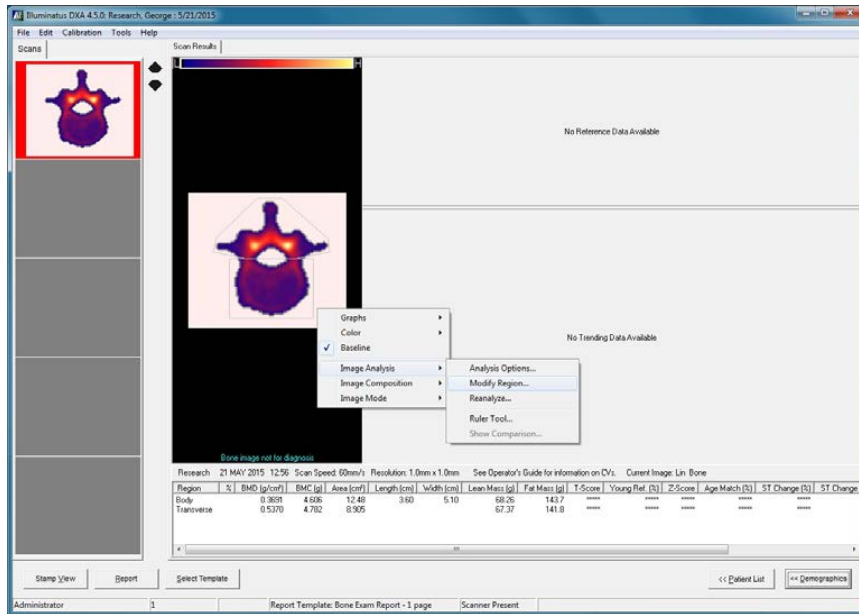 Illuminatus DXA 4.5.0: Research, George : 5/21/2015
File Edit Calibration Tools Help
Scans
Scan Results
L H
No Reference Data Available
Graphs
Color
Baseline
Image Analysis
Image Composition
Image Mode
Analysis Options...
Modify Region...
Reanalyze...
Ruler Tool...
Show Comparison...
No Trending Data Available
Bone image not for diagnosis
Research 21 MAY 2015 12:56 Scan Speed: 60mm/s Resolution: 1.0mm x 1.0mm See Operator's Guide for information on CVs. Current Image: Lin Bone
Region % BMD (g/cm²) BMC (g) Area (cm²) Length (cm) Width (cm) Lean Mass (g) Fat Mass (g) T-Score Young Ref. (%) Z-Score Age Match (%) ST Change (%) ST Change
Body 0.3691 4.606 12.48 3.60 5.10 68.26 143.7 ***** ***** ***** ***** *****
Transverse 0.5370 4.782 8.905 67.37 141.8 ***** ***** ***** ***** *****
Stamp View Report Select Template << Patient List << Demographics
Administrator 1 Report Template: Bone Exam Report - 1 page Scanner Present